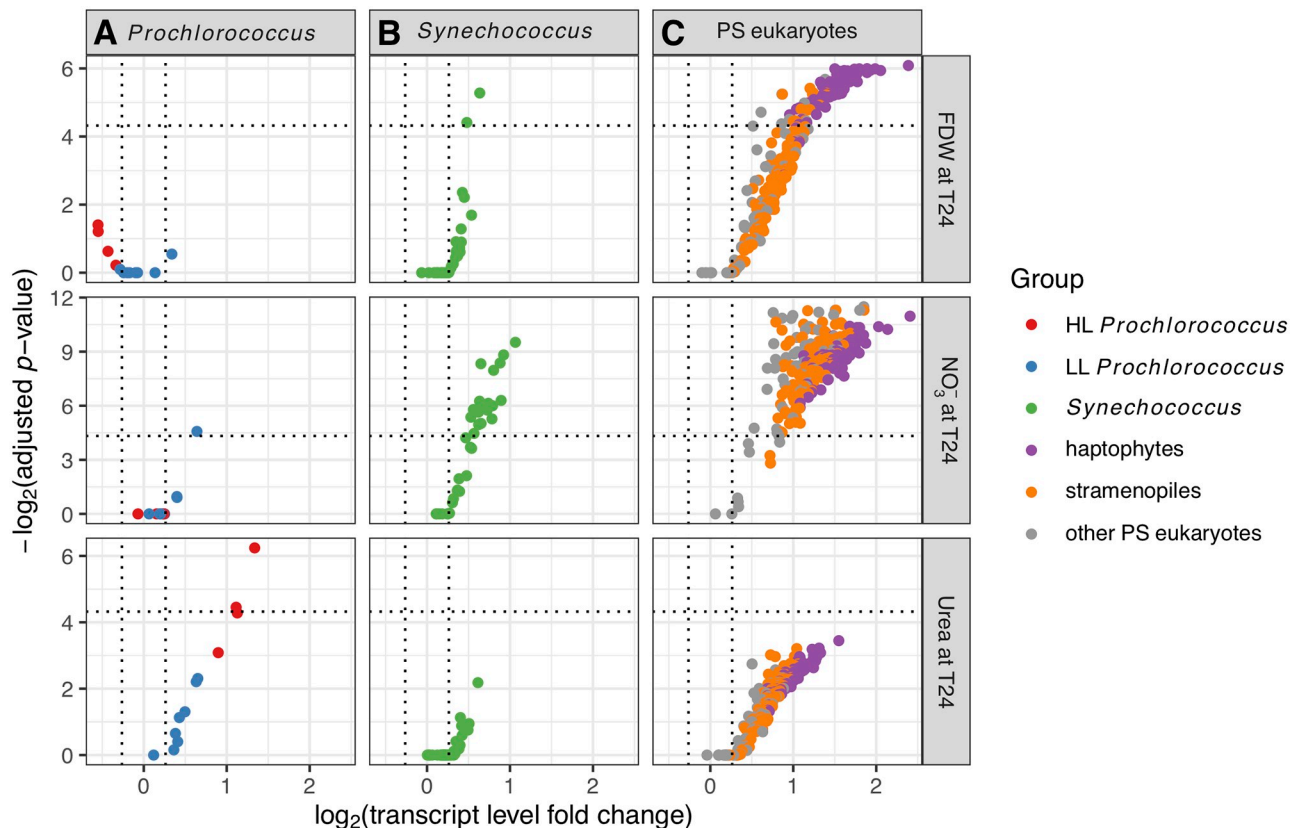 A Prochlorococcus
B Synechococcus
C PS eukaryotes
6
4
2
0
FDW at T24
12
9
6
3
0
NO₃⁻ at T24
6
4
2
0
Urea at T24
−log₂(adjusted p−value)
0 1 2
0 1 2
0 1 2
log₂(transcript level fold change)
Group
HL Prochlorococcus
LL Prochlorococcus
Synechococcus
haptophytes
stramenopiles
other PS eukaryotes